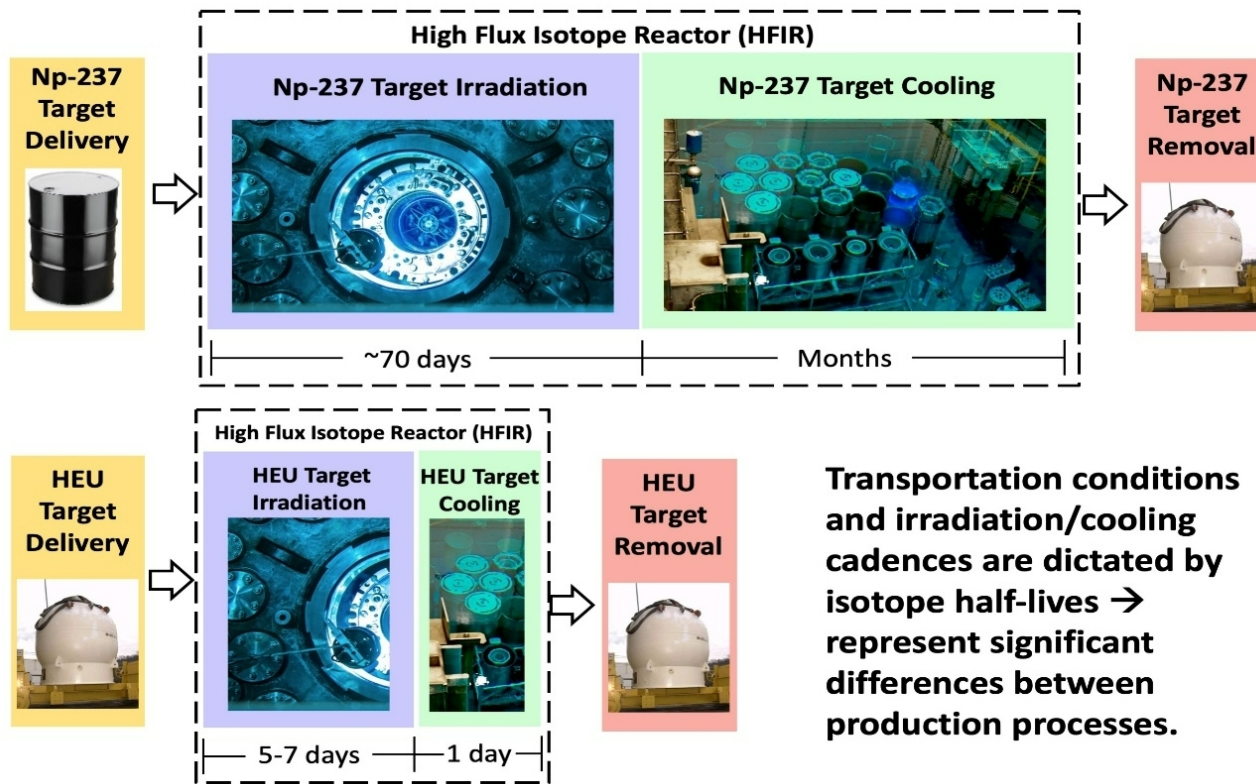 High Flux Isotope Reactor (HFIR)
Np-237
Target
Delivery
Np-237 Target Irradiation
Np-237 Target Cooling
Np-237
Target
Removal
~70 days
Months
High Flux Isotope Reactor (HFIR)
HEU
Target
Delivery
HEU Target
Irradiation
HEU Target
Cooling
HEU
Target
Removal
5-7 days
1 day
Transportation conditions
and irradiation/cooling
cadences are dictated by
isotope half-lives →
represent significant
differences between
production processes.